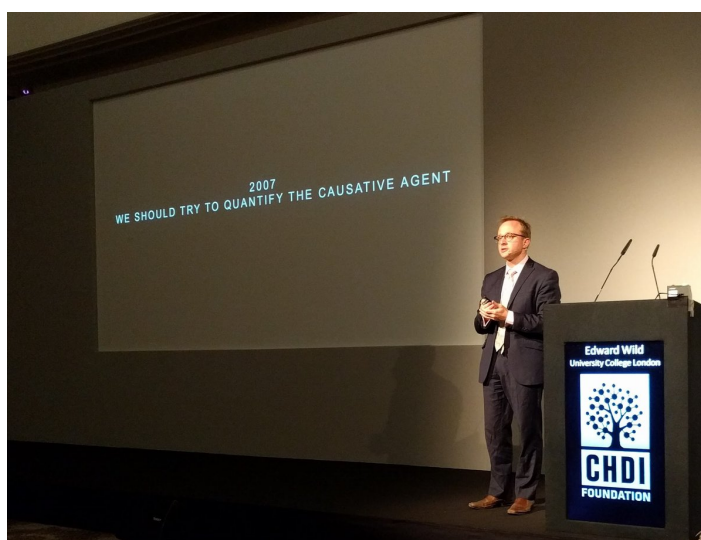 2007
WE SHOULD TRY TO QUANTIFY THE CAUSATIVE AGENT
Edward Wild
University College London
CHDI
FOUNDATION